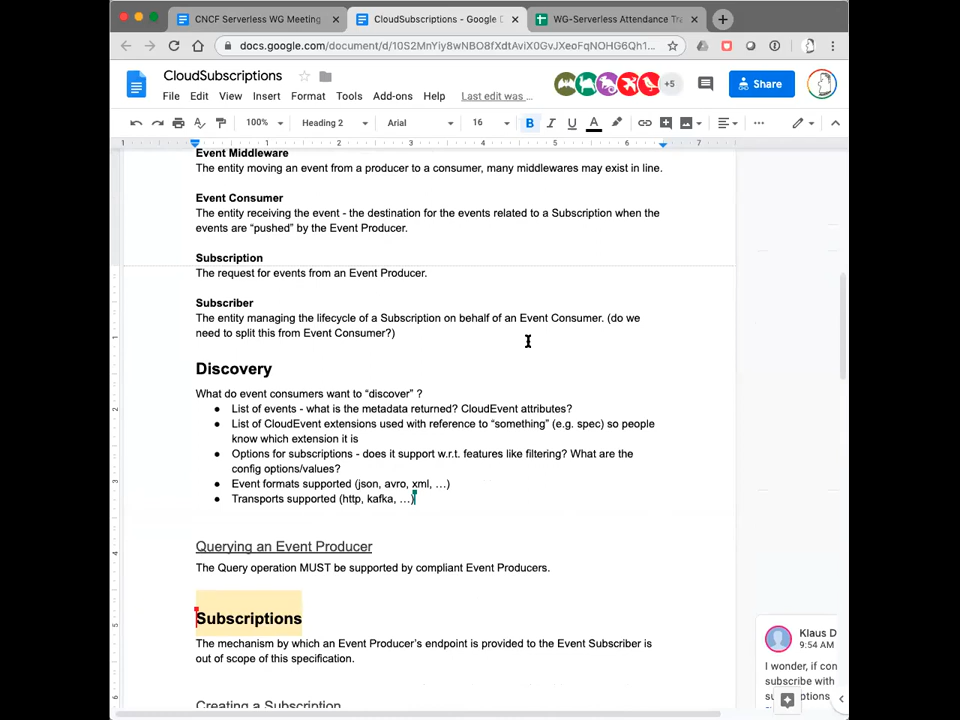 CNCF Serverless WG Meeting
CloudSubscriptions - Google D
WG-Serverless Attendance Tra
docs.google.com/document/d/10S2MnYiy8wNBO8fXdtAviX0GvJXeoFqNOHG6Qh1...
CloudSubscriptions
File Edit View Insert Format Tools Add-ons Help Last edit was ...
+5
Share
100% Heading 2 Arial 16 B I U A
1 1 2 3 4 5 6 7
Event Middleware
The entity moving an event from a producer to a consumer, many middlewares may exist in line.
Event Consumer
The entity receiving the event - the destination for the events related to a Subscription when the
events are “pushed” by the Event Producer.
Subscription
The request for events from an Event Producer.
Subscriber
The entity managing the lifecycle of a Subscription on behalf of an Event Consumer. (do we
need to split this from Event Consumer?)
Discovery
What do event consumers want to “discover” ?
● List of events - what is the metadata returned? CloudEvent attributes?
● List of CloudEvent extensions used with reference to “something” (e.g. spec) so people
know which extension it is
● Options for subscriptions - does it support w.r.t. features like filtering? What are the
config options/values?
● Event formats supported (json, avro, xml, …)
● Transports supported (http, kafka, …)
Querying an Event Producer
The Query operation MUST be supported by compliant Event Producers.
Subscriptions
The mechanism by which an Event Producer’s endpoint is provided to the Event Subscriber is
out of scope of this specification.
Creating a Subscription
Klaus D
9:54 AM
I wonder, if con
subscribe with